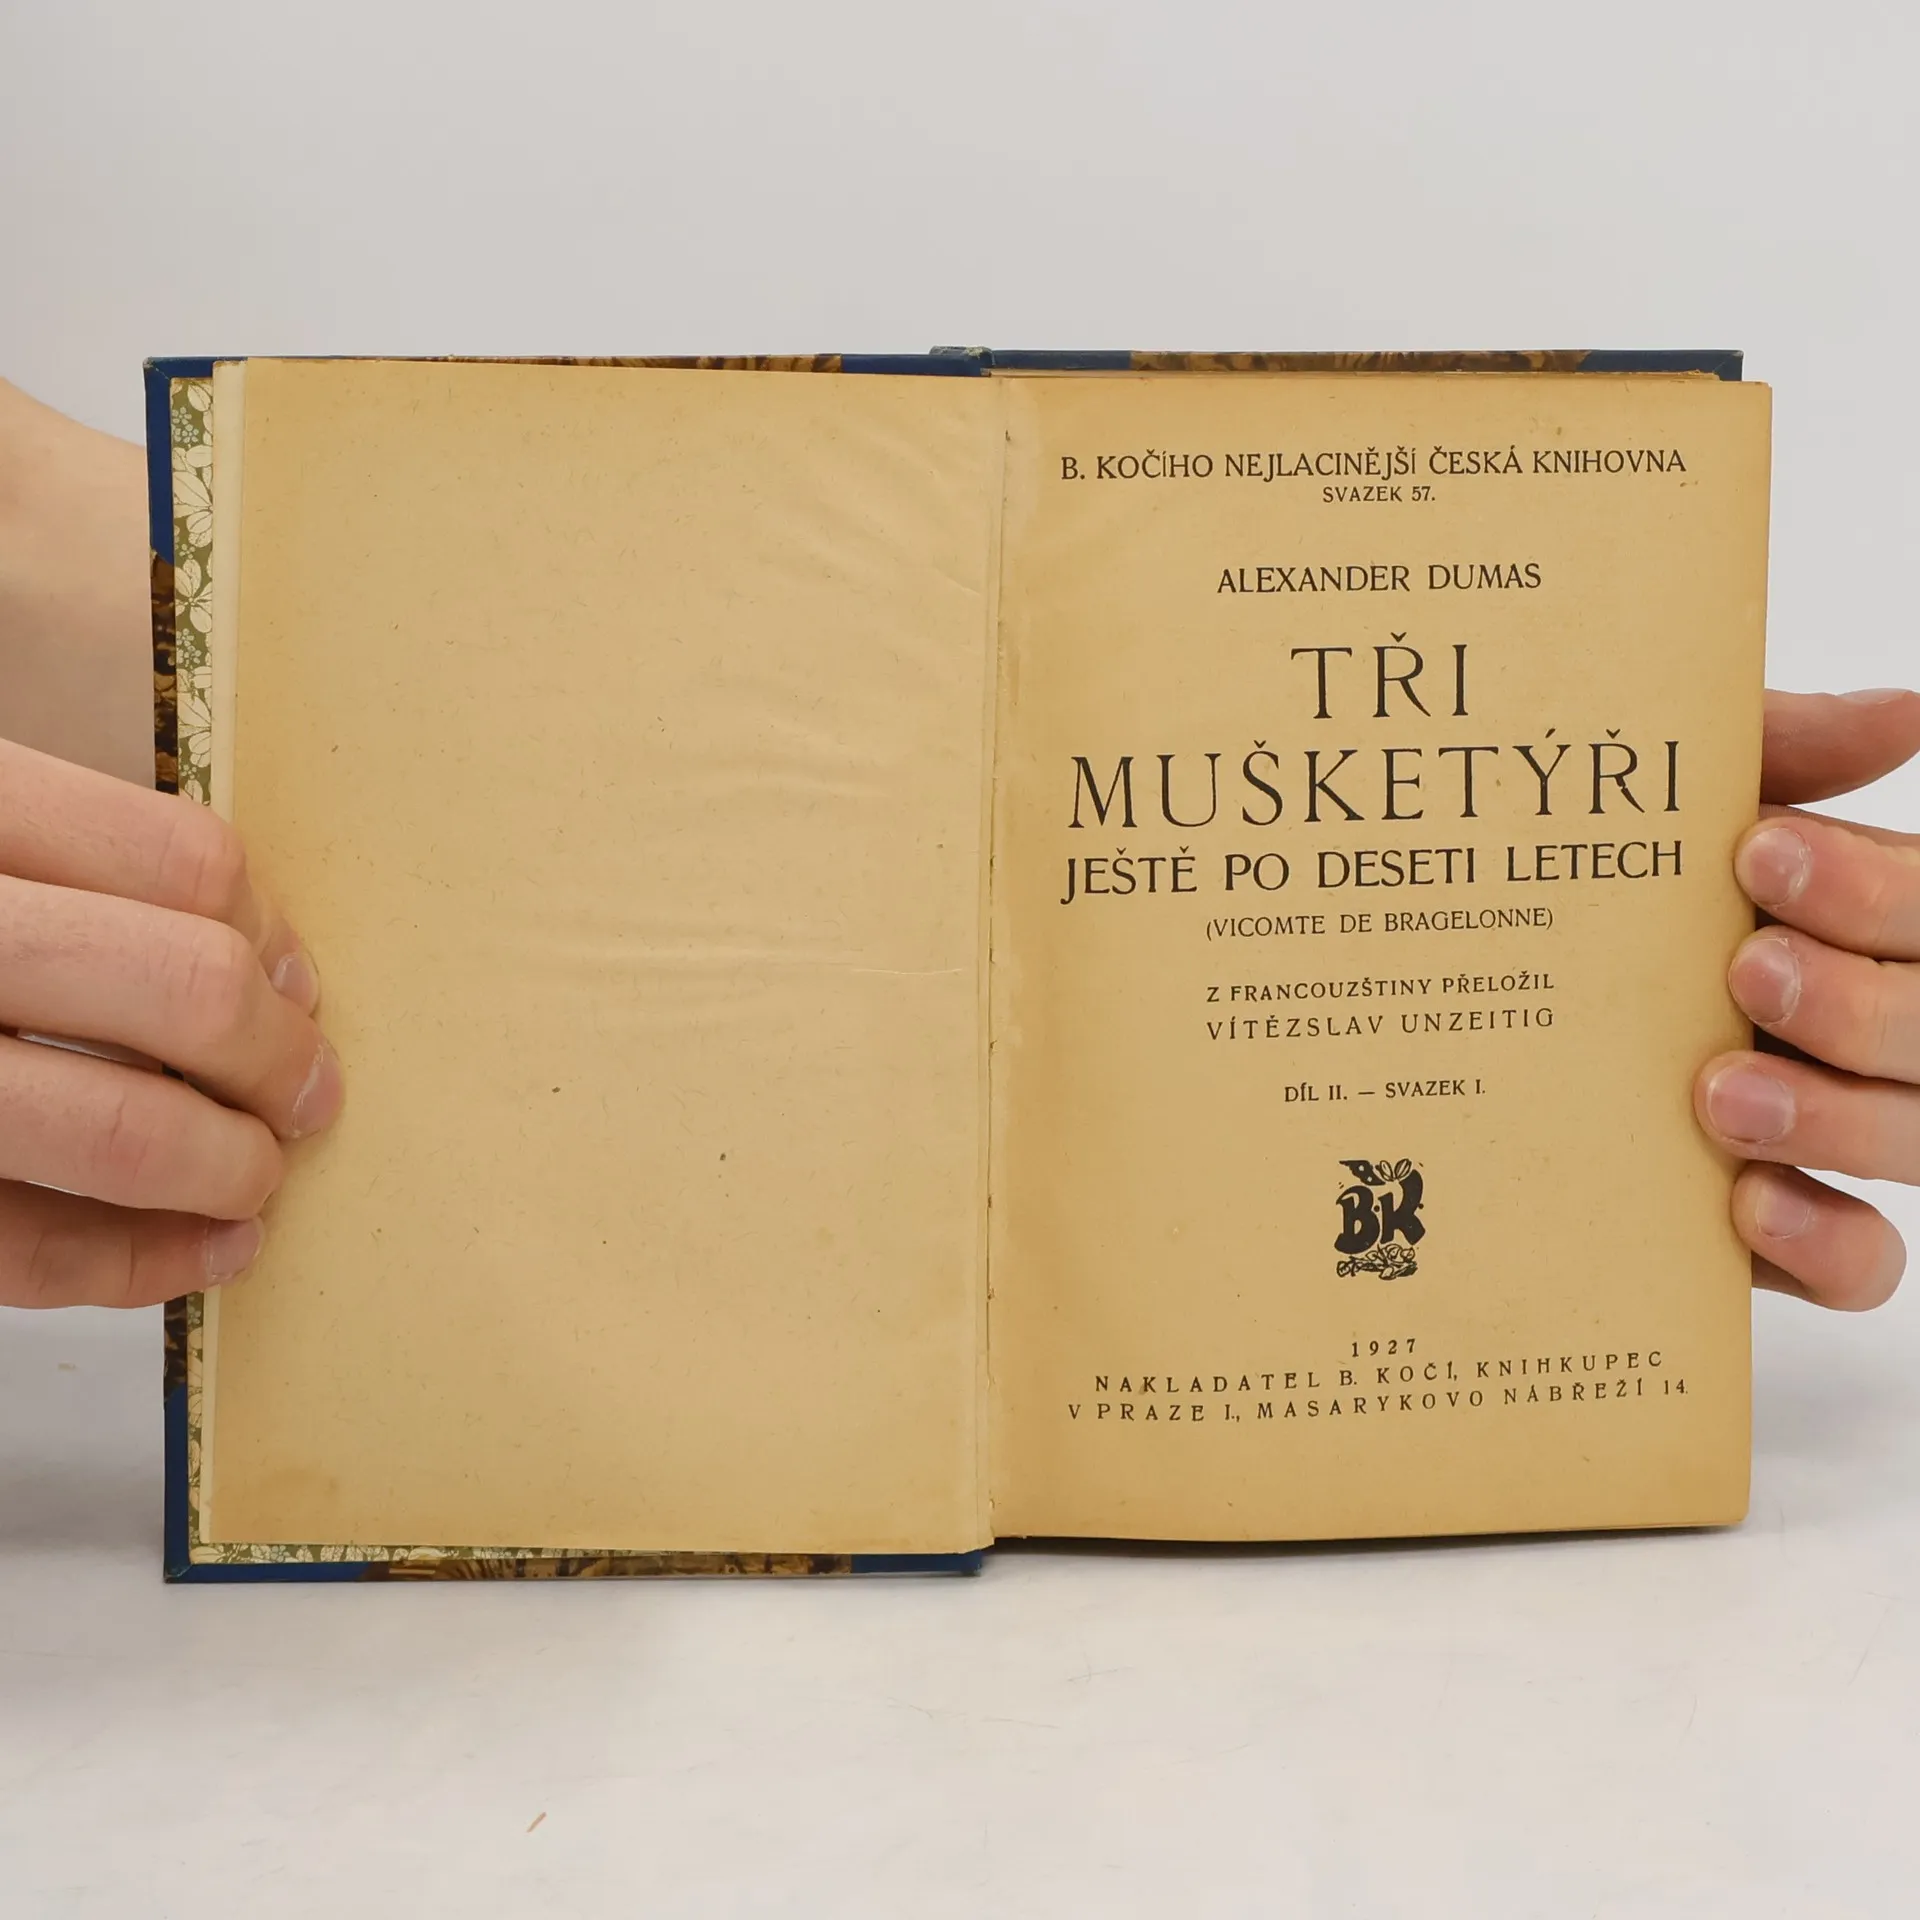 B. KOČÍHO NEJLACINĚJŠÍ ČESKÁ KNIHOVNA
SVAZEK 57.
ALEXANDER DUMAS
TŘI
MUŠKETÝŘI
JEŠTĚ PO DESETI LETECH
(VICOMTE DE BRAGELONNE)
Z FRANCOUZŠTINY PŘELOŽIL
VÍTĚZSLAV UNZEITIG
DÍL II. — SVAZEK I.
B.K
1927
NAKLADATEL B. KOČÍ, KNIHKUPEC
V PRAZE I., MASARYKOVO NÁBŘEŽÍ 14.